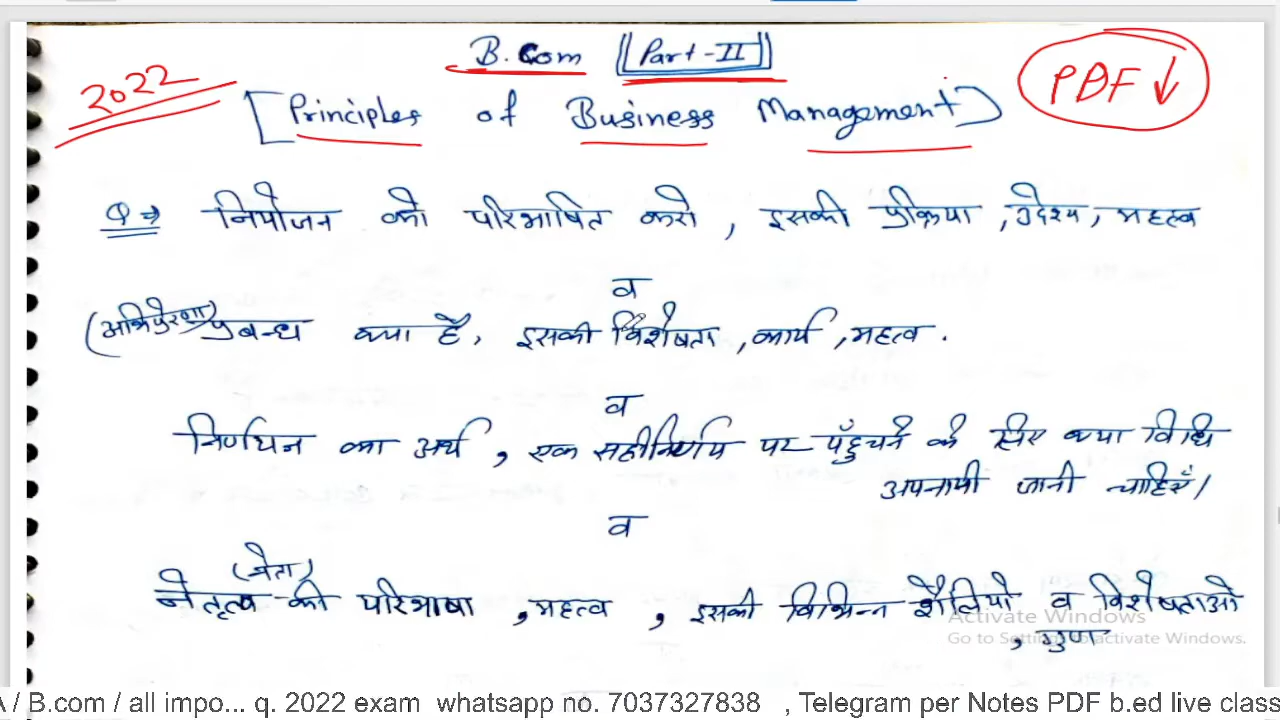 B.Com || Part-II ||
2022
[Principles of Business Management]
PDF ↓
Q ⇒ नियोजन को परिभाषित करो, इसकी प्रक्रिया, उद्देश्य, महत्व
व
(अभिप्रेरणा) प्रबन्ध क्या है, इसकी विशेषता, कार्य, महत्व.
व
निर्णयन का अर्थ, एक सही निर्णय पर पहुँचने के लिए क्या विधि
अपनायी जानी चाहिएँ।
व
(नेता)
नेतृत्व की परिभाषा, महत्व, इसकी विभिन्न शैलियो व विशेषताओ
, गुण
Activate Windows
Go to Settings to activate Windows.
A / B.com / all impo... q. 2022 exam whatsapp no. 7037327838 , Telegram per Notes PDF b.ed live class